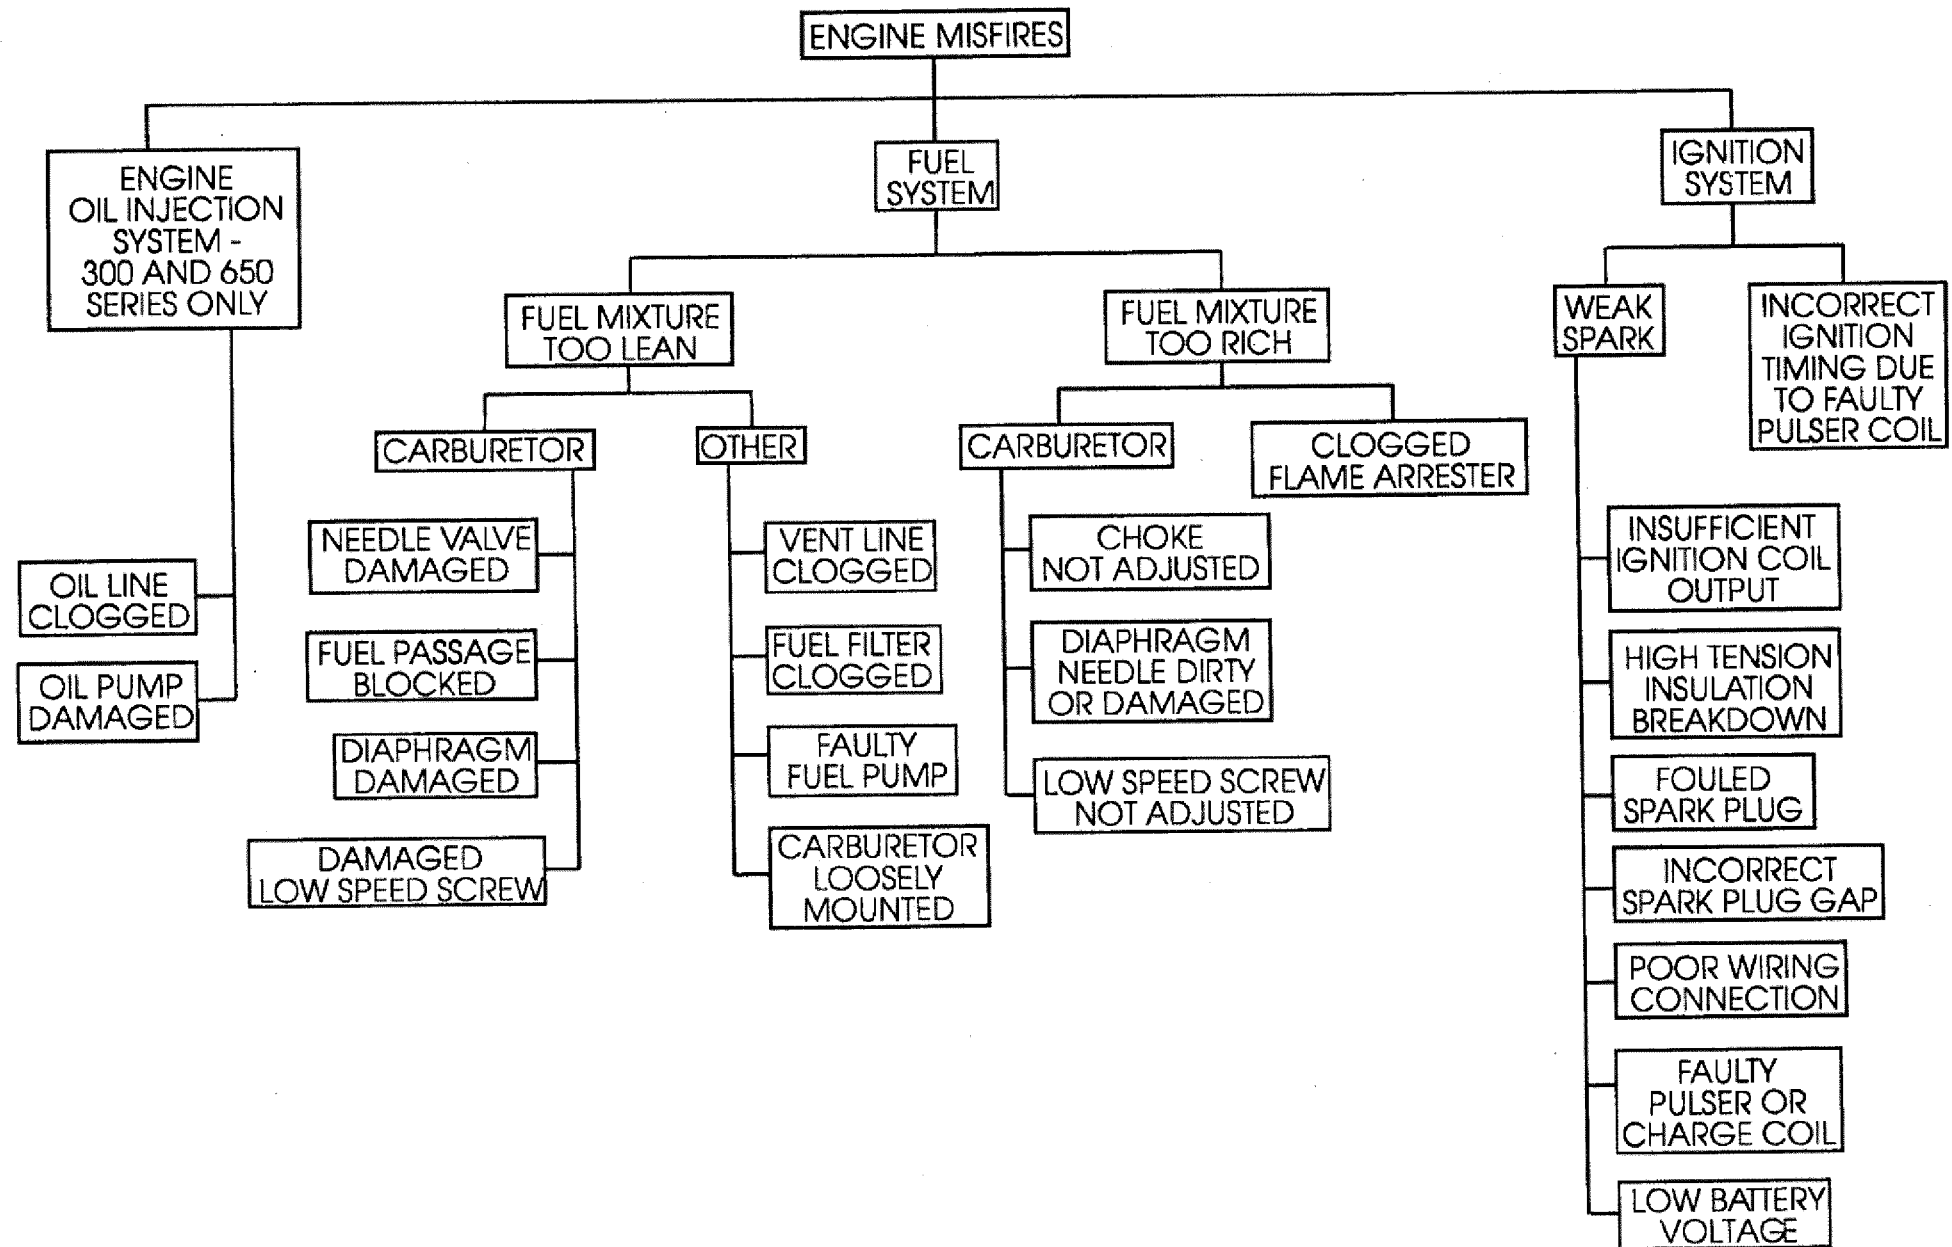 ENGINE MISFIRES
ENGINE
OIL INJECTION
SYSTEM -
300 AND 650
SERIES ONLY
OIL LINE
CLOGGED
OIL PUMP
DAMAGED
FUEL
SYSTEM
FUEL MIXTURE
TOO LEAN
CARBURETOR
NEEDLE VALVE
DAMAGED
FUEL PASSAGE
BLOCKED
DIAPHRAGM
DAMAGED
DAMAGED
LOW SPEED SCREW
OTHER
VENT LINE
CLOGGED
FUEL FILTER
CLOGGED
FAULTY
FUEL PUMP
CARBURETOR
LOOSELY
MOUNTED
FUEL MIXTURE
TOO RICH
CARBURETOR
CHOKE
NOT ADJUSTED
DIAPHRAGM
NEEDLE DIRTY
OR DAMAGED
LOW SPEED SCREW
NOT ADJUSTED
CLOGGED
FLAME ARRESTER
IGNITION
SYSTEM
WEAK
SPARK
INSUFFICIENT
IGNITION COIL
OUTPUT
HIGH TENSION
INSULATION
BREAKDOWN
FOULED
SPARK PLUG
INCORRECT
SPARK PLUG GAP
POOR WIRING
CONNECTION
FAULTY
PULSER OR
CHARGE COIL
LOW BATTERY
VOLTAGE
INCORRECT
IGNITION
TIMING DUE
TO FAULTY
PULSER COIL